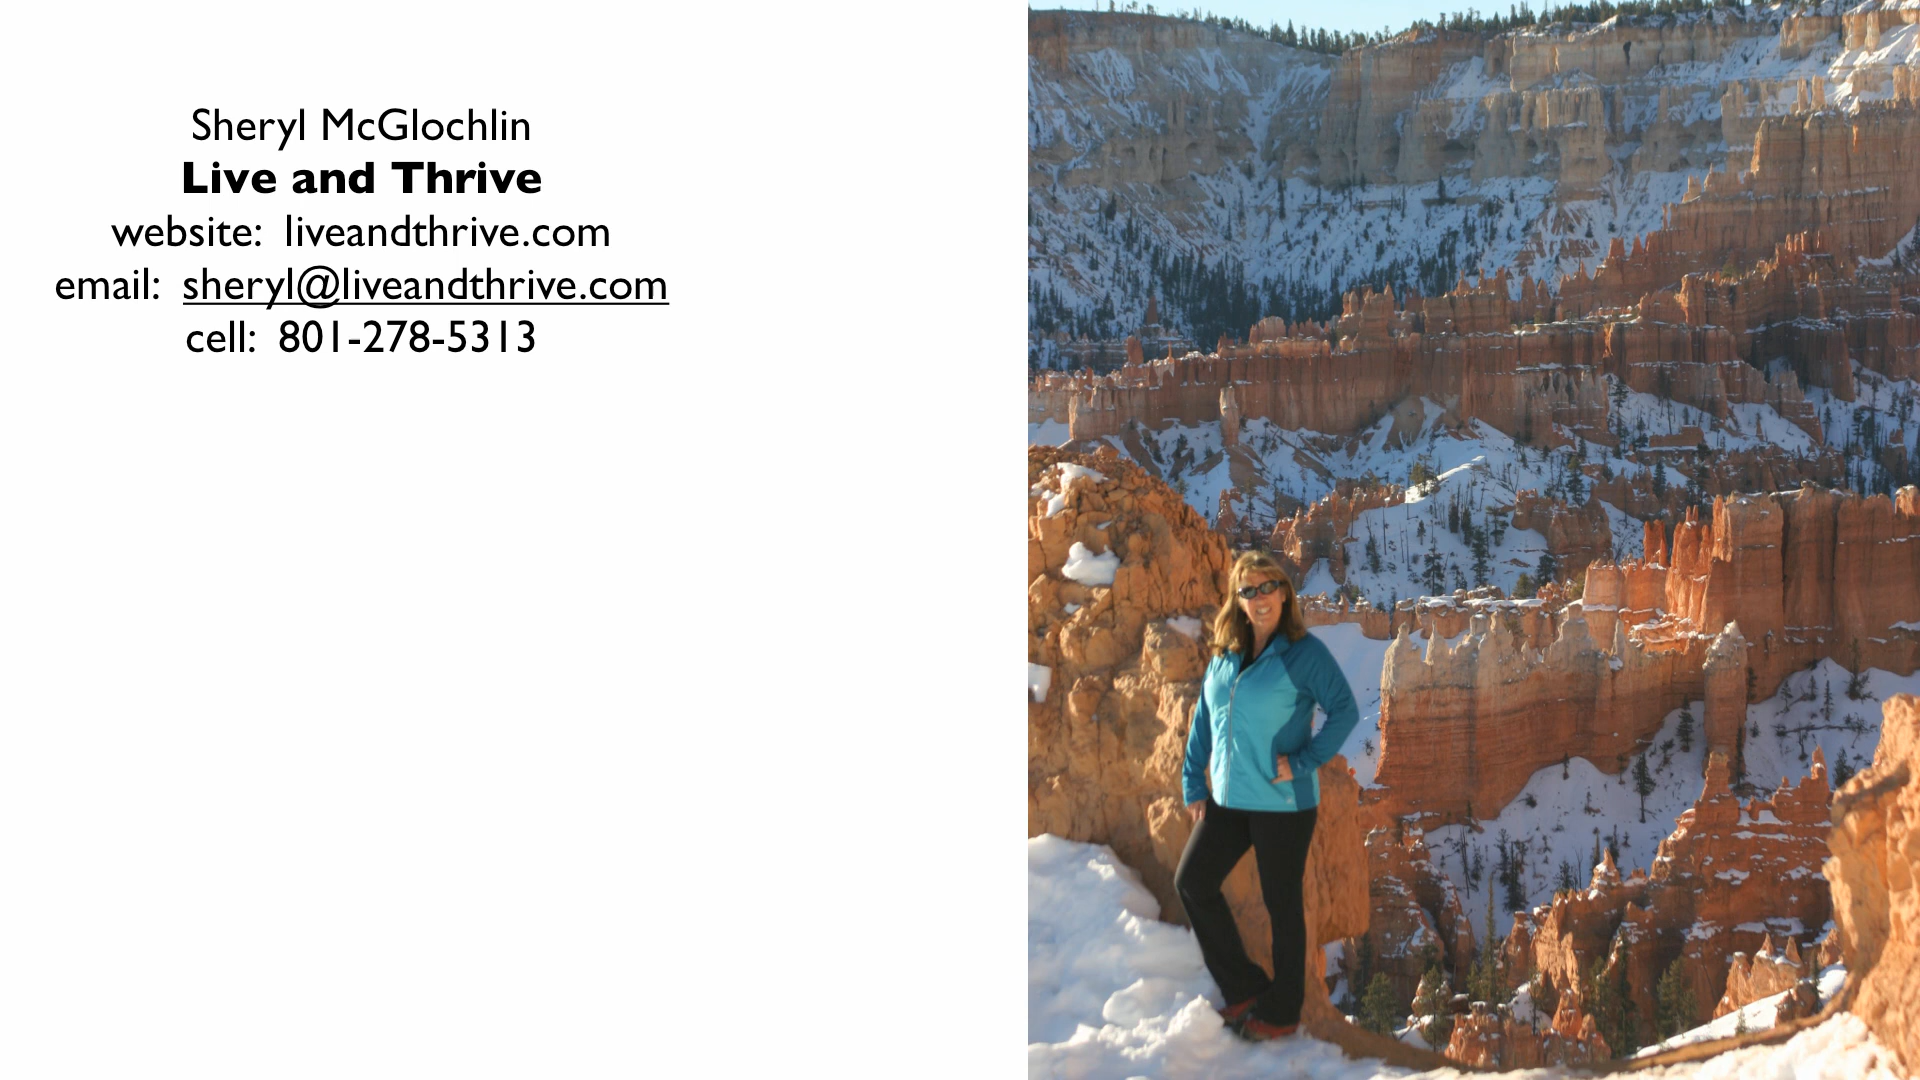 Sheryl McGlochlin
Live and Thrive
website: liveandthrive.com
email: sheryl@liveandthrive.com
cell: 801-278-5313